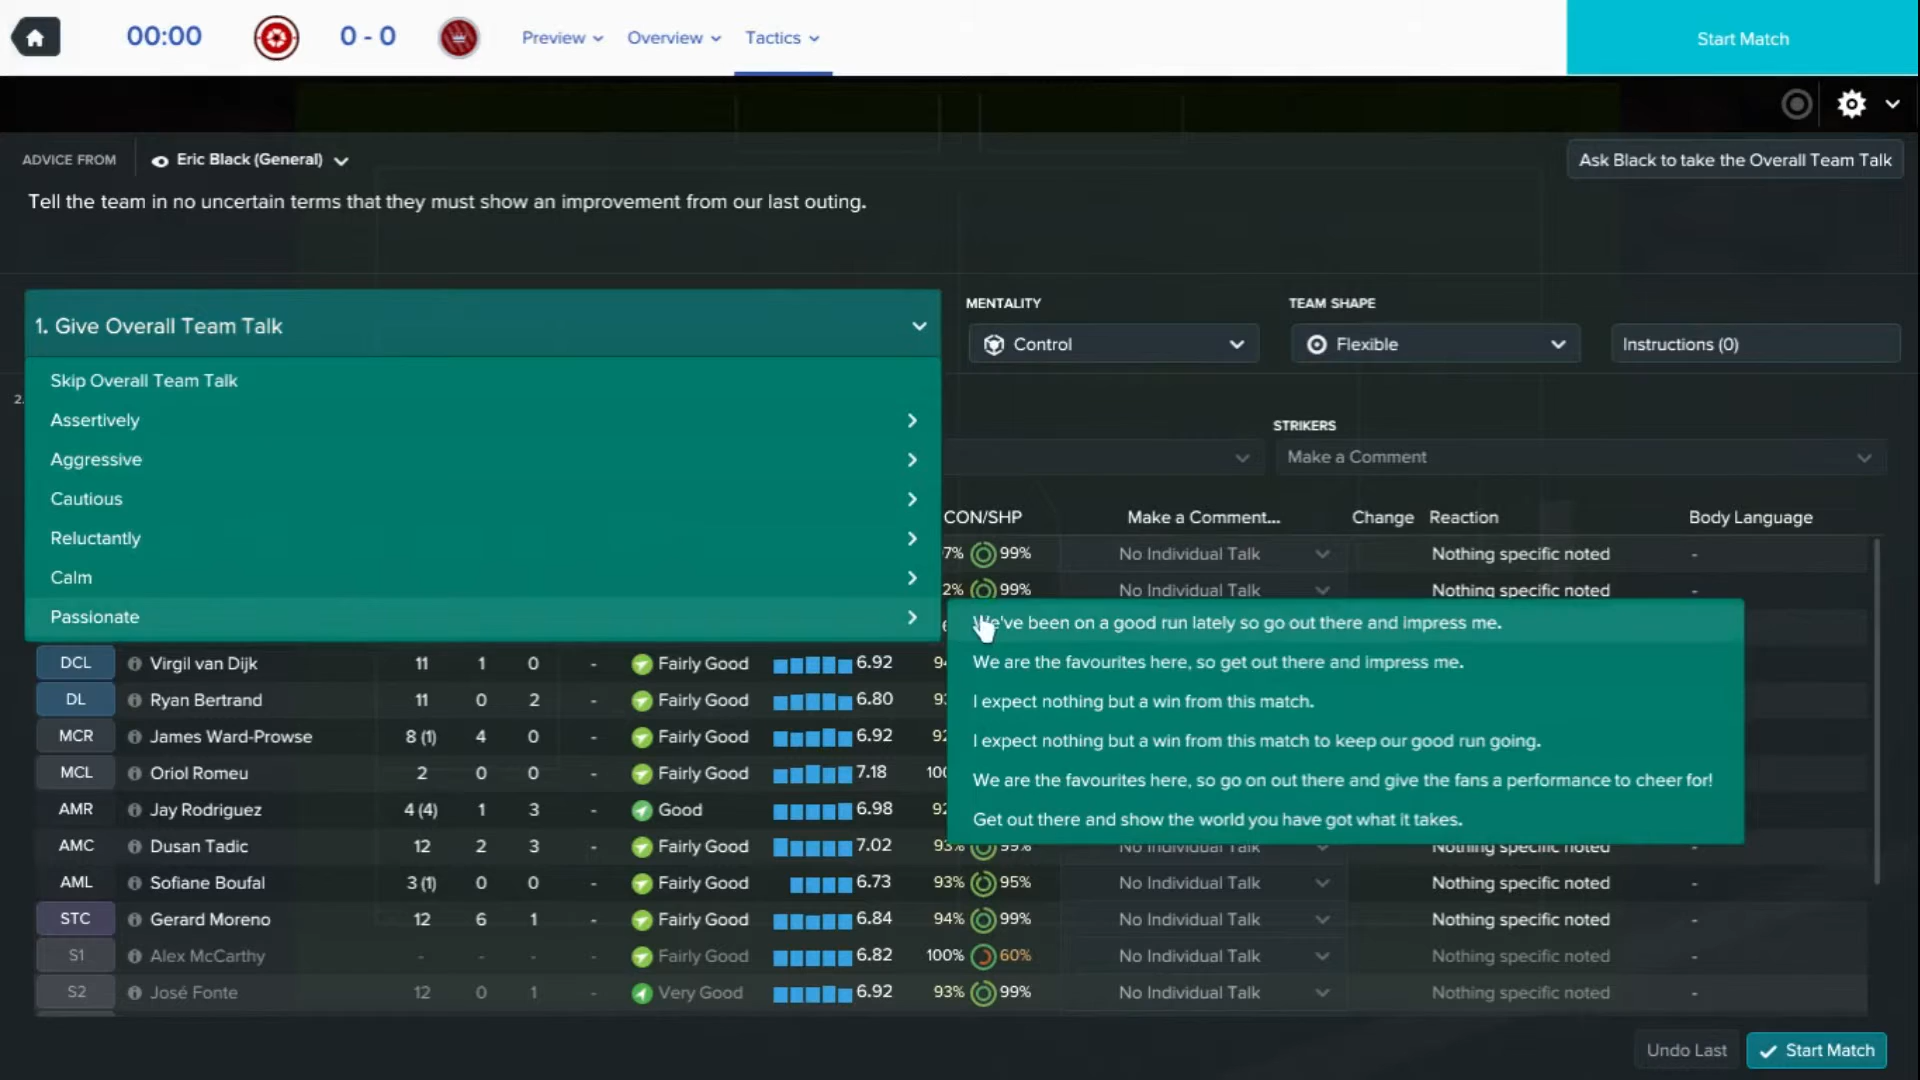 00:00 0 - 0 Preview Overview Tactics Start Match
ADVICE FROM Eric Black (General) Ask Black to take the Overall Team Talk
Tell the team in no uncertain terms that they must show an improvement from our last outing.
MENTALITY TEAM SHAPE
1. Give Overall Team Talk Control Flexible Instructions (0)
Skip Overall Team Talk
2.
Assertively STRIKERS
Aggressive Make a Comment
Cautious CON/SHP Make a Comment... Change Reaction Body Language
Reluctantly 7% 99% No Individual Talk Nothing specific noted -
Calm 2% 99% No Individual Talk Nothing specific noted -
Passionate We've been on a good run lately so go out there and impress me.
DCL Virgil van Dijk 11 1 0 - Fairly Good 6.92 We are the favourites here, so get out there and impress me.
DL Ryan Bertrand 11 0 2 - Fairly Good 6.80 I expect nothing but a win from this match.
MCR James Ward-Prowse 8 (1) 4 0 - Fairly Good 6.92 I expect nothing but a win from this match to keep our good run going.
MCL Oriol Romeu 2 0 0 - Fairly Good 7.18 We are the favourites here, so go on out there and give the fans a performance to cheer for!
AMR Jay Rodriguez 4 (4) 1 3 - Good 6.98 Get out there and show the world you have got what it takes.
AMC Dusan Tadic 12 2 3 - Fairly Good 7.02 93% 99% No Individual Talk Nothing specific noted -
AML Sofiane Boufal 3 (1) 0 0 - Fairly Good 6.73 93% 95% No Individual Talk Nothing specific noted -
STC Gerard Moreno 12 6 1 - Fairly Good 6.84 94% 99% No Individual Talk Nothing specific noted -
S1 Alex McCarthy - - - - Fairly Good 6.82 100% 60% No Individual Talk Nothing specific noted -
S2 José Fonte 12 0 1 - Very Good 6.92 93% 99% No Individual Talk Nothing specific noted -
Undo Last Start Match